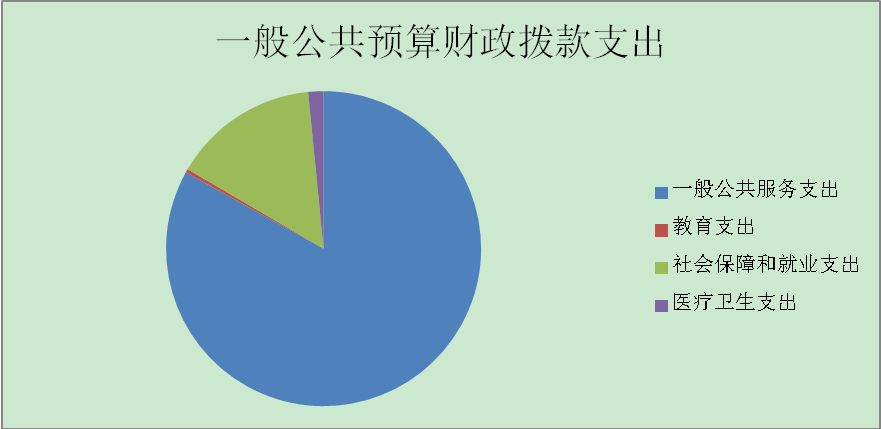 一般公共预算财政拨款支出
一般公共服务支出
教育支出
社会保障和就业支出
医疗卫生支出